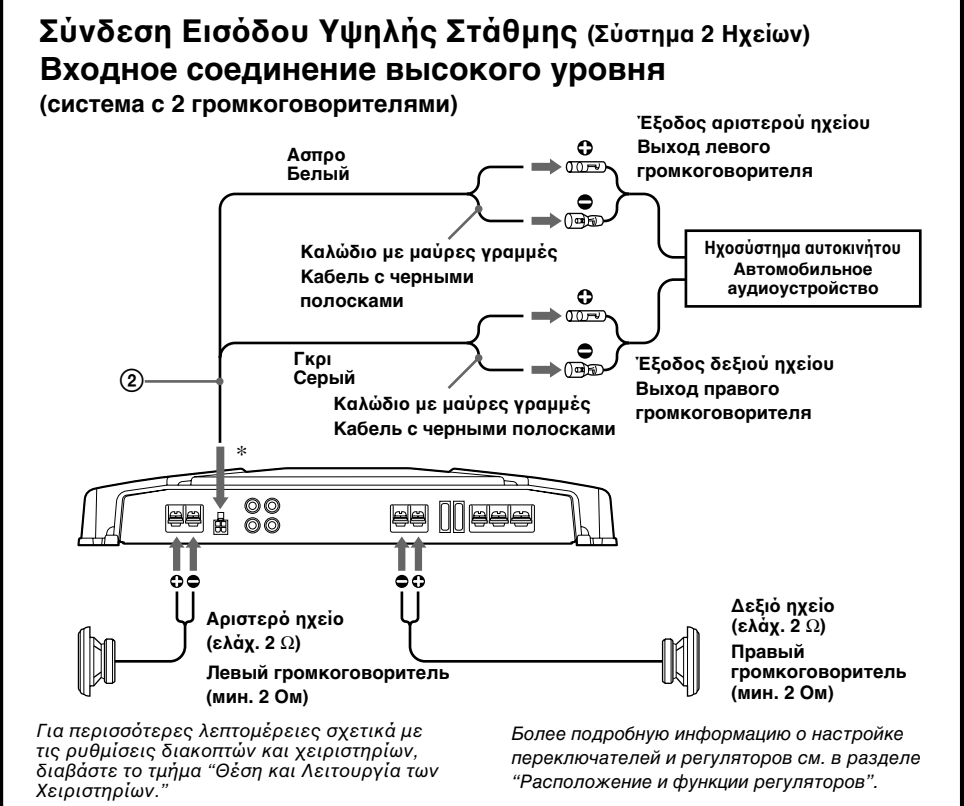 Σύνδεση Εισόδου Υψηλής Στάθμης (Σύστημα 2 Ηχείων)
Входное соединение высокого уровня
(система с 2 громкоговорителями)
Ασπρο
Белый
Έξοδος αριστερού ηχείου
Выход левого
громкоговорителя
Καλώδιο με μαύρες γραμμές
Кабель с черными
полосками
Ηχοσύστημα αυτοκινήτου
Автомобильное
аудиоустройство
Γκρι
Серый
Έξοδος δεξιού ηχείου
Выход правого
громкоговорителя
②
Καλώδιο με μαύρες γραμμές
Кабель с черными полосками
*
Αριστερό ηχείο
(ελάχ. 2 Ω)
Левый громкоговоритель
(мин. 2 Ом)
Δεξιό ηχείο
(ελάχ. 2 Ω)
Правый
громкоговоритель
(мин. 2 Ом)
Για περισσότερες λεπτομέρειες σχετικά με
τις ρυθμίσεις διακοπτών και χειριστηρίων,
διαβάστε το τμήμα “Θέση και Λειτουργία των
Χειριστηρίων.”
Более подробную информацию о настройке
переключателей и регуляторов см. в разделе
“Расположение и функции регуляторов”.